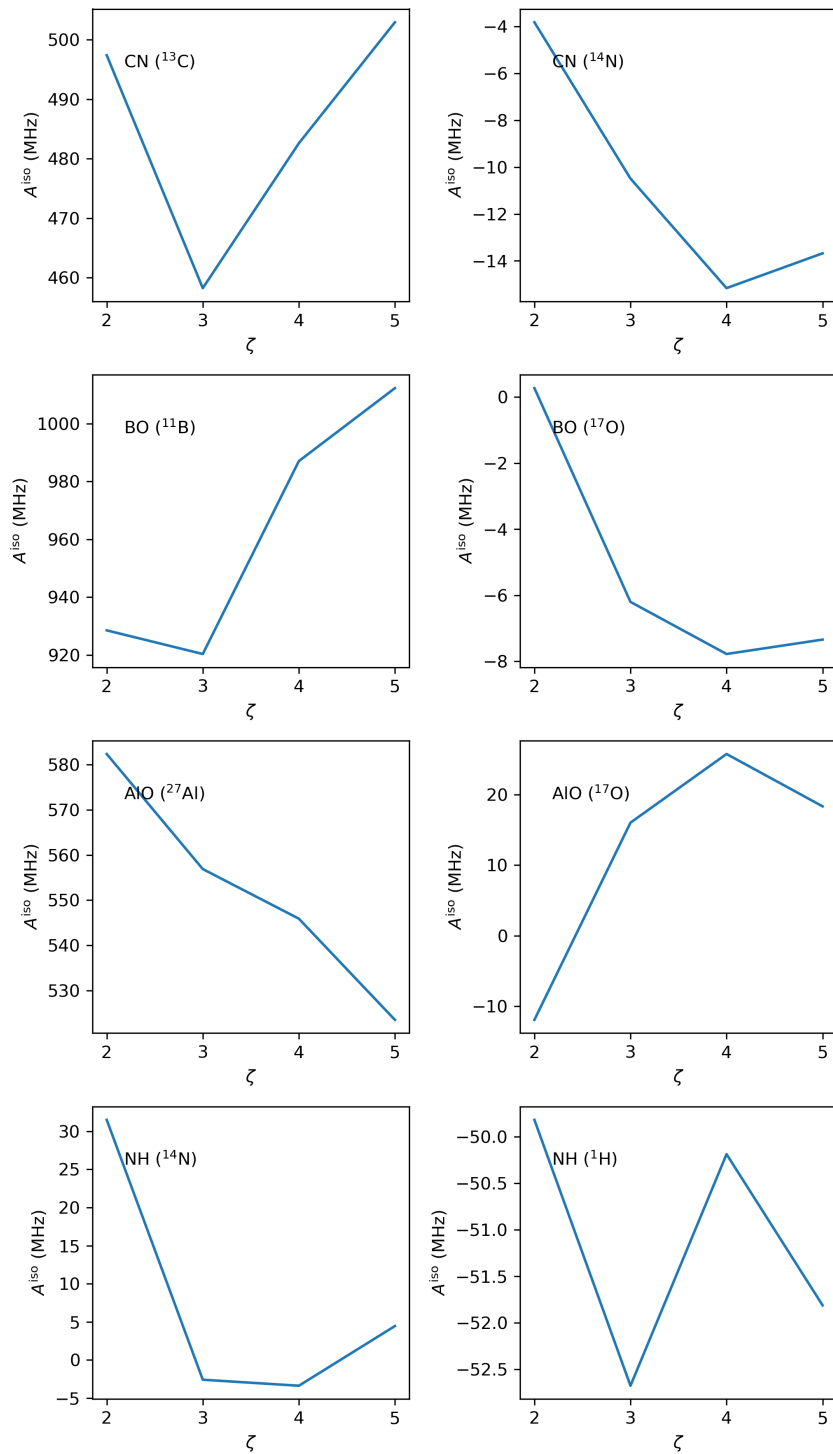 500
490
480
470
460
A^iso (MHz)
CN (¹³C)
2 3 4 5
ζ
−4
−6
−8
−10
−12
−14
A^iso (MHz)
CN (¹⁴N)
2 3 4 5
ζ
1000
980
960
940
920
A^iso (MHz)
BO (¹¹B)
2 3 4 5
ζ
0
−2
−4
−6
−8
A^iso (MHz)
BO (¹⁷O)
2 3 4 5
ζ
580
570
560
550
540
530
A^iso (MHz)
AlO (²⁷Al)
2 3 4 5
ζ
20
10
0
−10
A^iso (MHz)
AlO (¹⁷O)
2 3 4 5
ζ
30
25
20
15
10
5
0
−5
A^iso (MHz)
NH (¹⁴N)
2 3 4 5
ζ
−50.0
−50.5
−51.0
−51.5
−52.0
−52.5
A^iso (MHz)
NH (¹H)
2 3 4 5
ζ